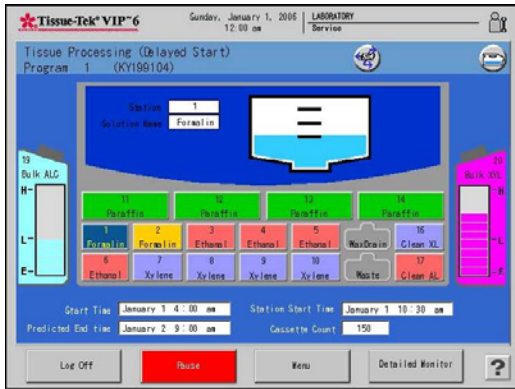 Tissue-Tek® VIP™6
Sunday, January 1, 2006
12:00 am
LABORATORY
Service
Tissue Processing (Delayed Start)
Program 1 (KY199104)
Station 1
Solution Name Formalin
19
Bulk ALC
H-
L-
E-
20
Bulk XYL
-H
-L
-E
11 Paraffin
12 Paraffin
13 Paraffin
14 Paraffin
1 Formalin
2 Formalin
3 Ethanol
4 Ethanol
5 Ethanol
MaxDrain
16 Clean XL
6 Ethanol
7 Xylene
8 Xylene
9 Xylene
10 Xylene
Waste
17 Clean AL
Start Time January 1 4:00 am
Station Start Time January 1 10:30 am
Predicted End time January 2 9:00 am
Cassette Count 150
Log Off
Pause
Menu
Detailed Monitor
?